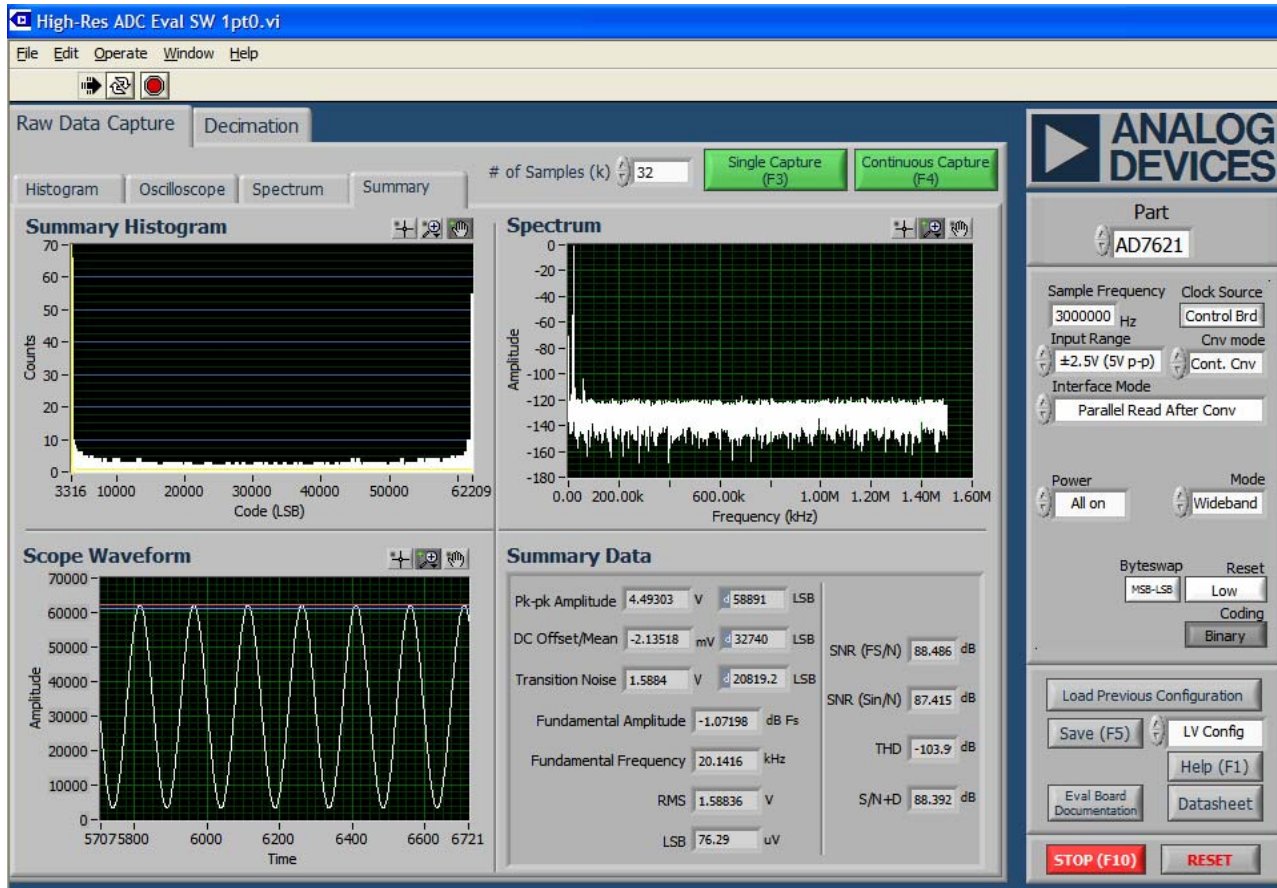 High-Res ADC Eval SW 1pt0.vi
File Edit Operate Window Help
Raw Data Capture Decimation
# of Samples (k) 32 Single Capture (F3) Continuous Capture (F4)
Histogram Oscilloscope Spectrum Summary
Summary Histogram
70
60
50
40
30
20
10
0
Counts
3316 10000 20000 30000 40000 50000 62209
Code (LSB)
Spectrum
0
-20
-40
-60
-80
-100
-120
-140
-160
-180
Amplitude
0.00 200.00k 600.00k 1.00M 1.20M 1.40M 1.60M
Frequency (kHz)
Scope Waveform
70000
60000
50000
40000
30000
20000
10000
0
Amplitude
57075800 6000 6200 6400 6600 6721
Time
Summary Data
Pk-pk Amplitude 4.49303 V d 58891 LSB
DC Offset/Mean -2.13518 mV d 32740 LSB
Transition Noise 1.5884 V d 20819.2 LSB
Fundamental Amplitude -1.07198 dB Fs
Fundamental Frequency 20.1416 kHz
RMS 1.58836 V
LSB 76.29 uV
SNR (FS/N) 88.486 dB
SNR (Sin/N) 87.415 dB
THD -103.9 dB
S/N+D 88.392 dB
ANALOG
DEVICES
Part
AD7621
Sample Frequency Clock Source
3000000 Hz Control Brd
Input Range Cnv mode
±2.5V (5V p-p) Cont. Cnv
Interface Mode
Parallel Read After Conv
Power Mode
All on Wideband
Byteswap Reset
MSB-LSB Low
Coding
Binary
Load Previous Configuration
Save (F5) LV Config
Help (F1)
Eval Board
Documentation
Datasheet
STOP (F10) RESET